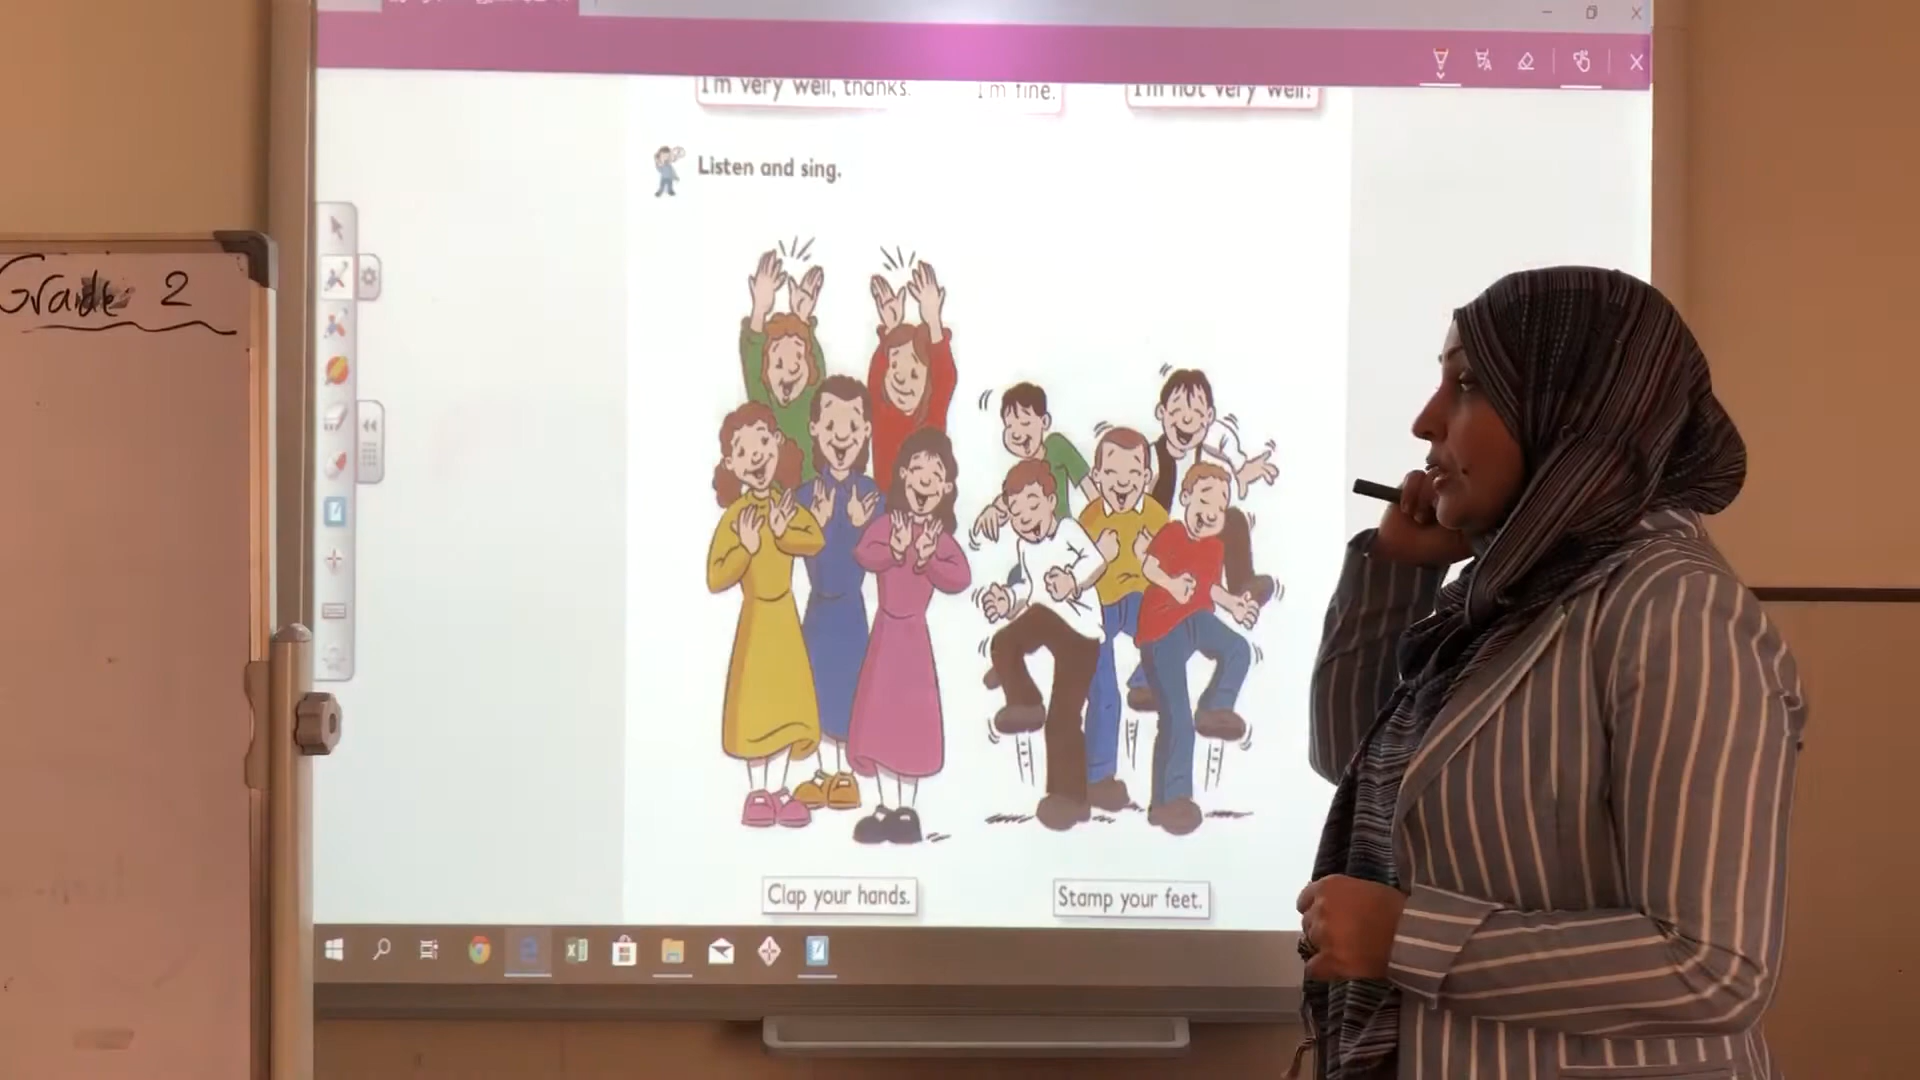 Grade 2
I'm very well, thanks.
I'm fine.
I'm not very well!
Listen and sing.
Clap your hands.
Stamp your feet.